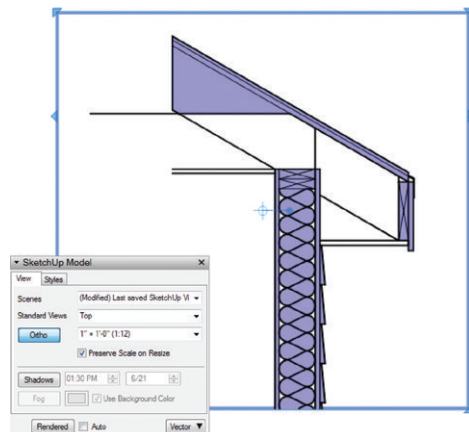 SketchUp Model
View Styles
Scenes (Modified) Last saved SketchUp Vi
Standard Views Top
Ortho 1" = 1'-0" (1:12)
Preserve Scale on Resize
Shadows 01:30 PM 6/21
Fog Use Background Color
Rendered Auto Vector